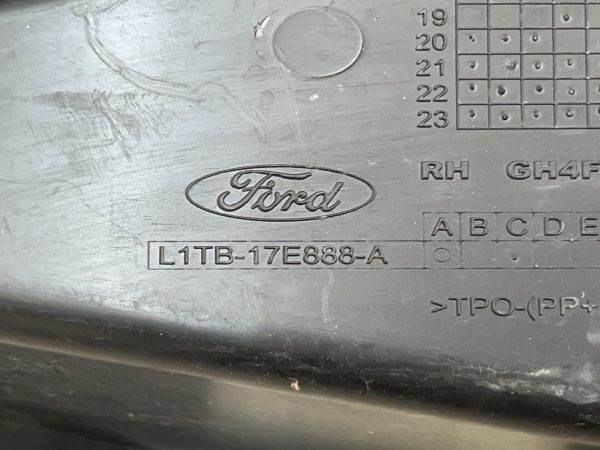 19
20
21
22
23
RH GH4F
Ford
A B C D E
L1TB-17E888-A
>TPO-(PP+